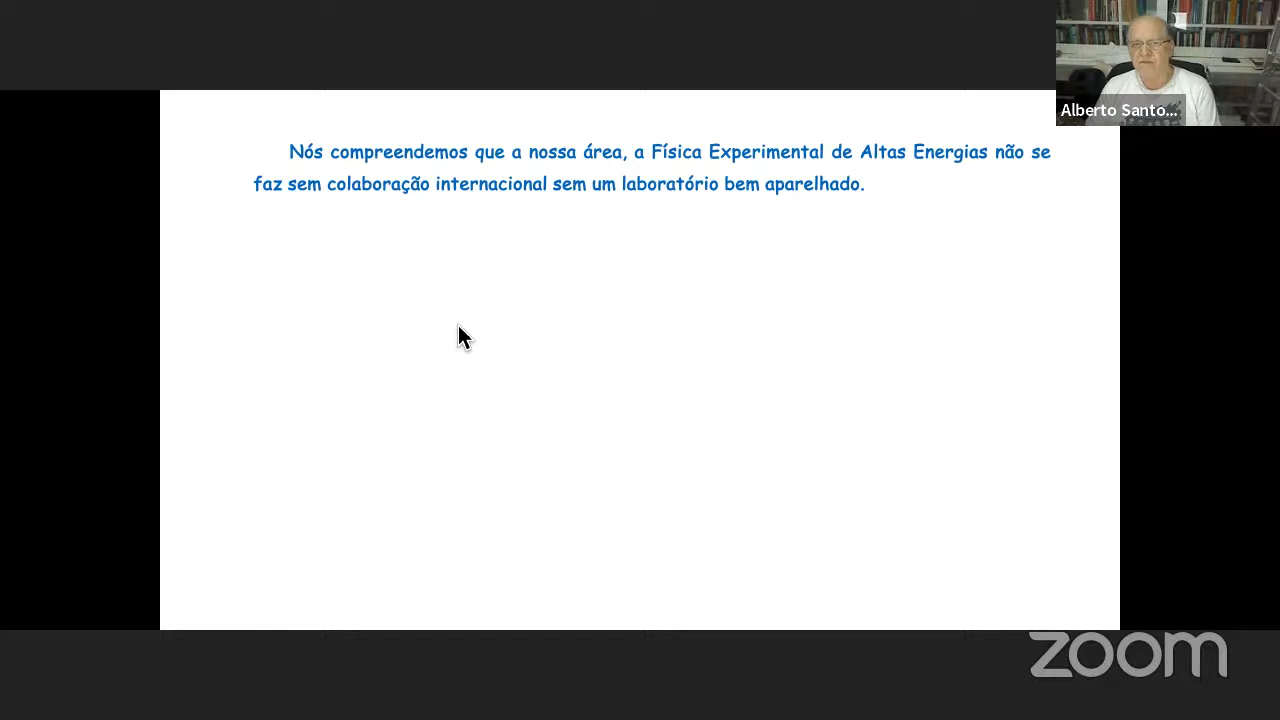 Alberto Santo...
Nós compreendemos que a nossa área, a Física Experimental de Altas Energias não se
faz sem colaboração internacional sem um laboratório bem aparelhado.
zoom